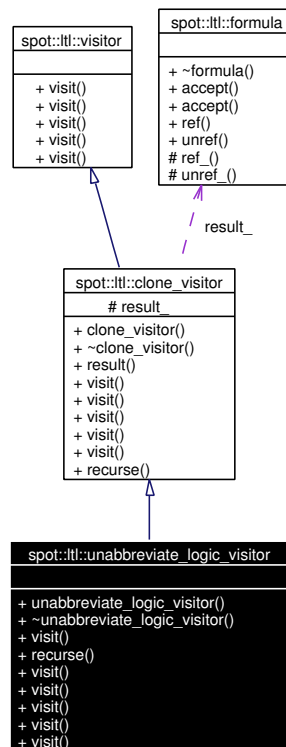 spot::ltl::visitor
+ visit()
+ visit()
+ visit()
+ visit()
+ visit()
spot::ltl::formula
+ ~formula()
+ accept()
+ accept()
+ ref()
+ unref()
# ref_()
# unref_()
result_
spot::ltl::clone_visitor
# result_
+ clone_visitor()
+ ~clone_visitor()
+ result()
+ visit()
+ visit()
+ visit()
+ visit()
+ visit()
+ recurse()
spot::ltl::unabbreviate_logic_visitor
+ unabbreviate_logic_visitor()
+ ~unabbreviate_logic_visitor()
+ visit()
+ recurse()
+ visit()
+ visit()
+ visit()
+ visit()
+ visit()